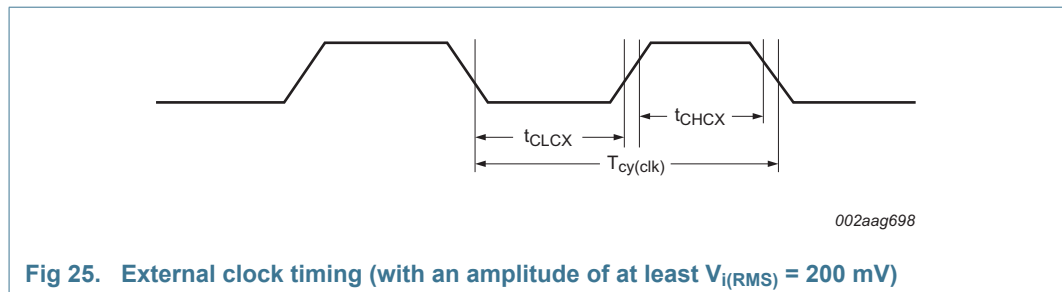 tCLCX
tCHCX
Tcy(clk)
002aag698
Fig 25. External clock timing (with an amplitude of at least Vi(RMS) = 200 mV)